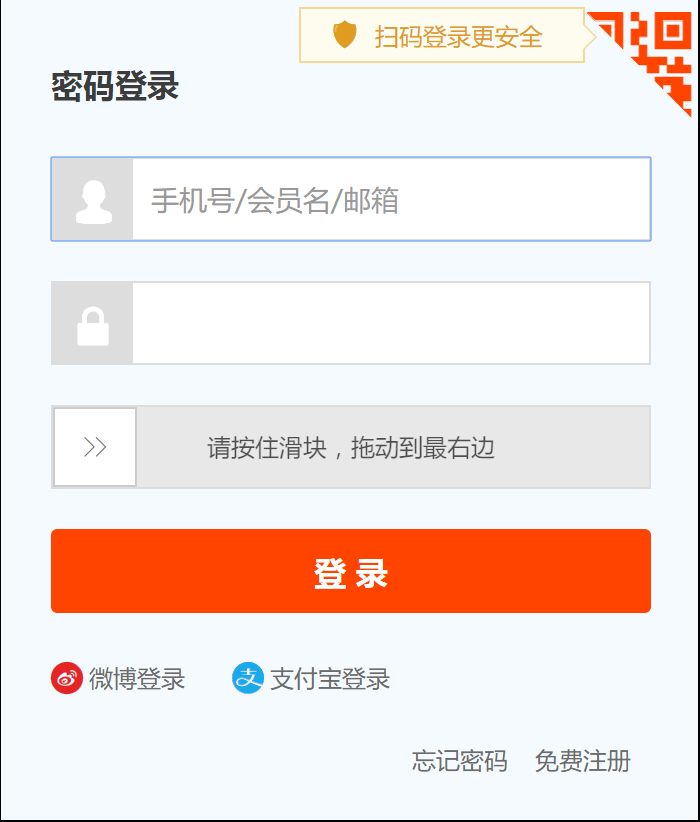 扫码登录更安全
密码登录
手机号/会员名/邮箱
请按住滑块，拖动到最右边
登 录
微博登录 支付宝登录
忘记密码 免费注册